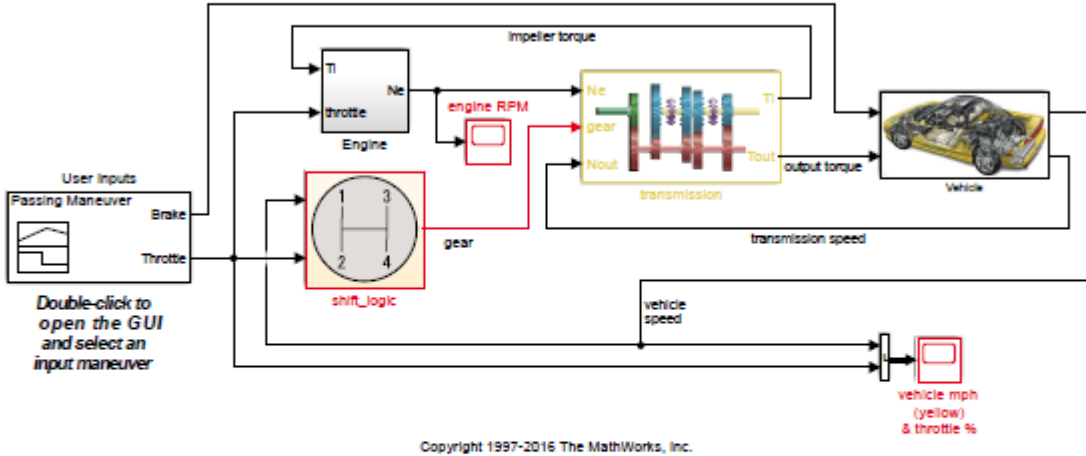 Impeller torque
Ti
Ne
throttle
Engine
engine RPM
Ne
gear
Nout
Ti
Tout
transmission
output torque
Vehicle
transmission speed
User Inputs
Passing Maneuver
Brake
Throttle
Double-click to
open the GUI
and select an
input maneuver
1
3
2
4
shift_logic
gear
vehicle
speed
vehicle mph
(yellow)
& throttle %
Copyright 1997-2016 The MathWorks, Inc.